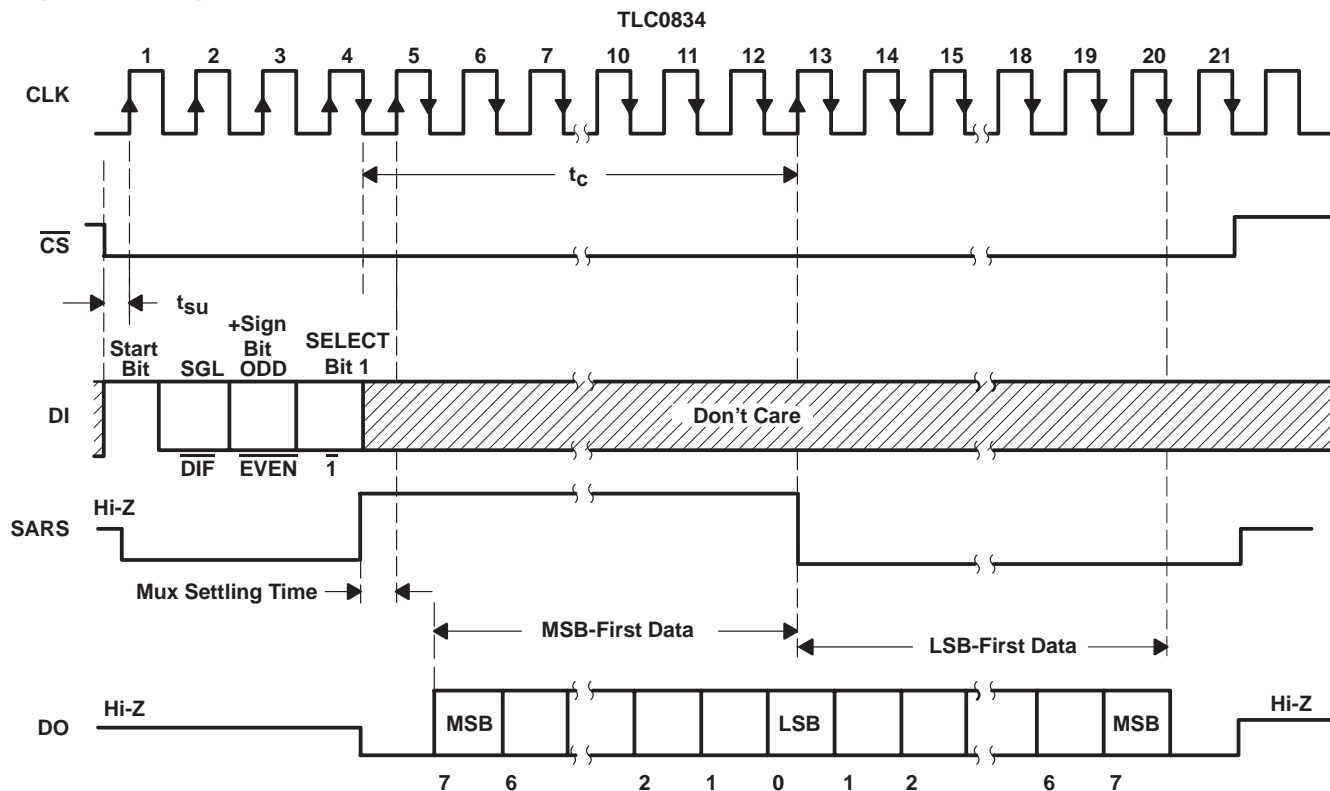 TLC0834
1 2 3 4 5 6 7 10 11 12 13 14 15 18 19 20 21
CLK
tc
CS
tsu
Start Bit
SGL
+Sign Bit ODD
SELECT Bit 1
DI
Don't Care
DIF
EVEN
1
Hi-Z
SARS
Mux Settling Time
MSB-First Data
LSB-First Data
Hi-Z
Hi-Z
DO
MSB
LSB
MSB
7 6 2 1 0 1 2 6 7